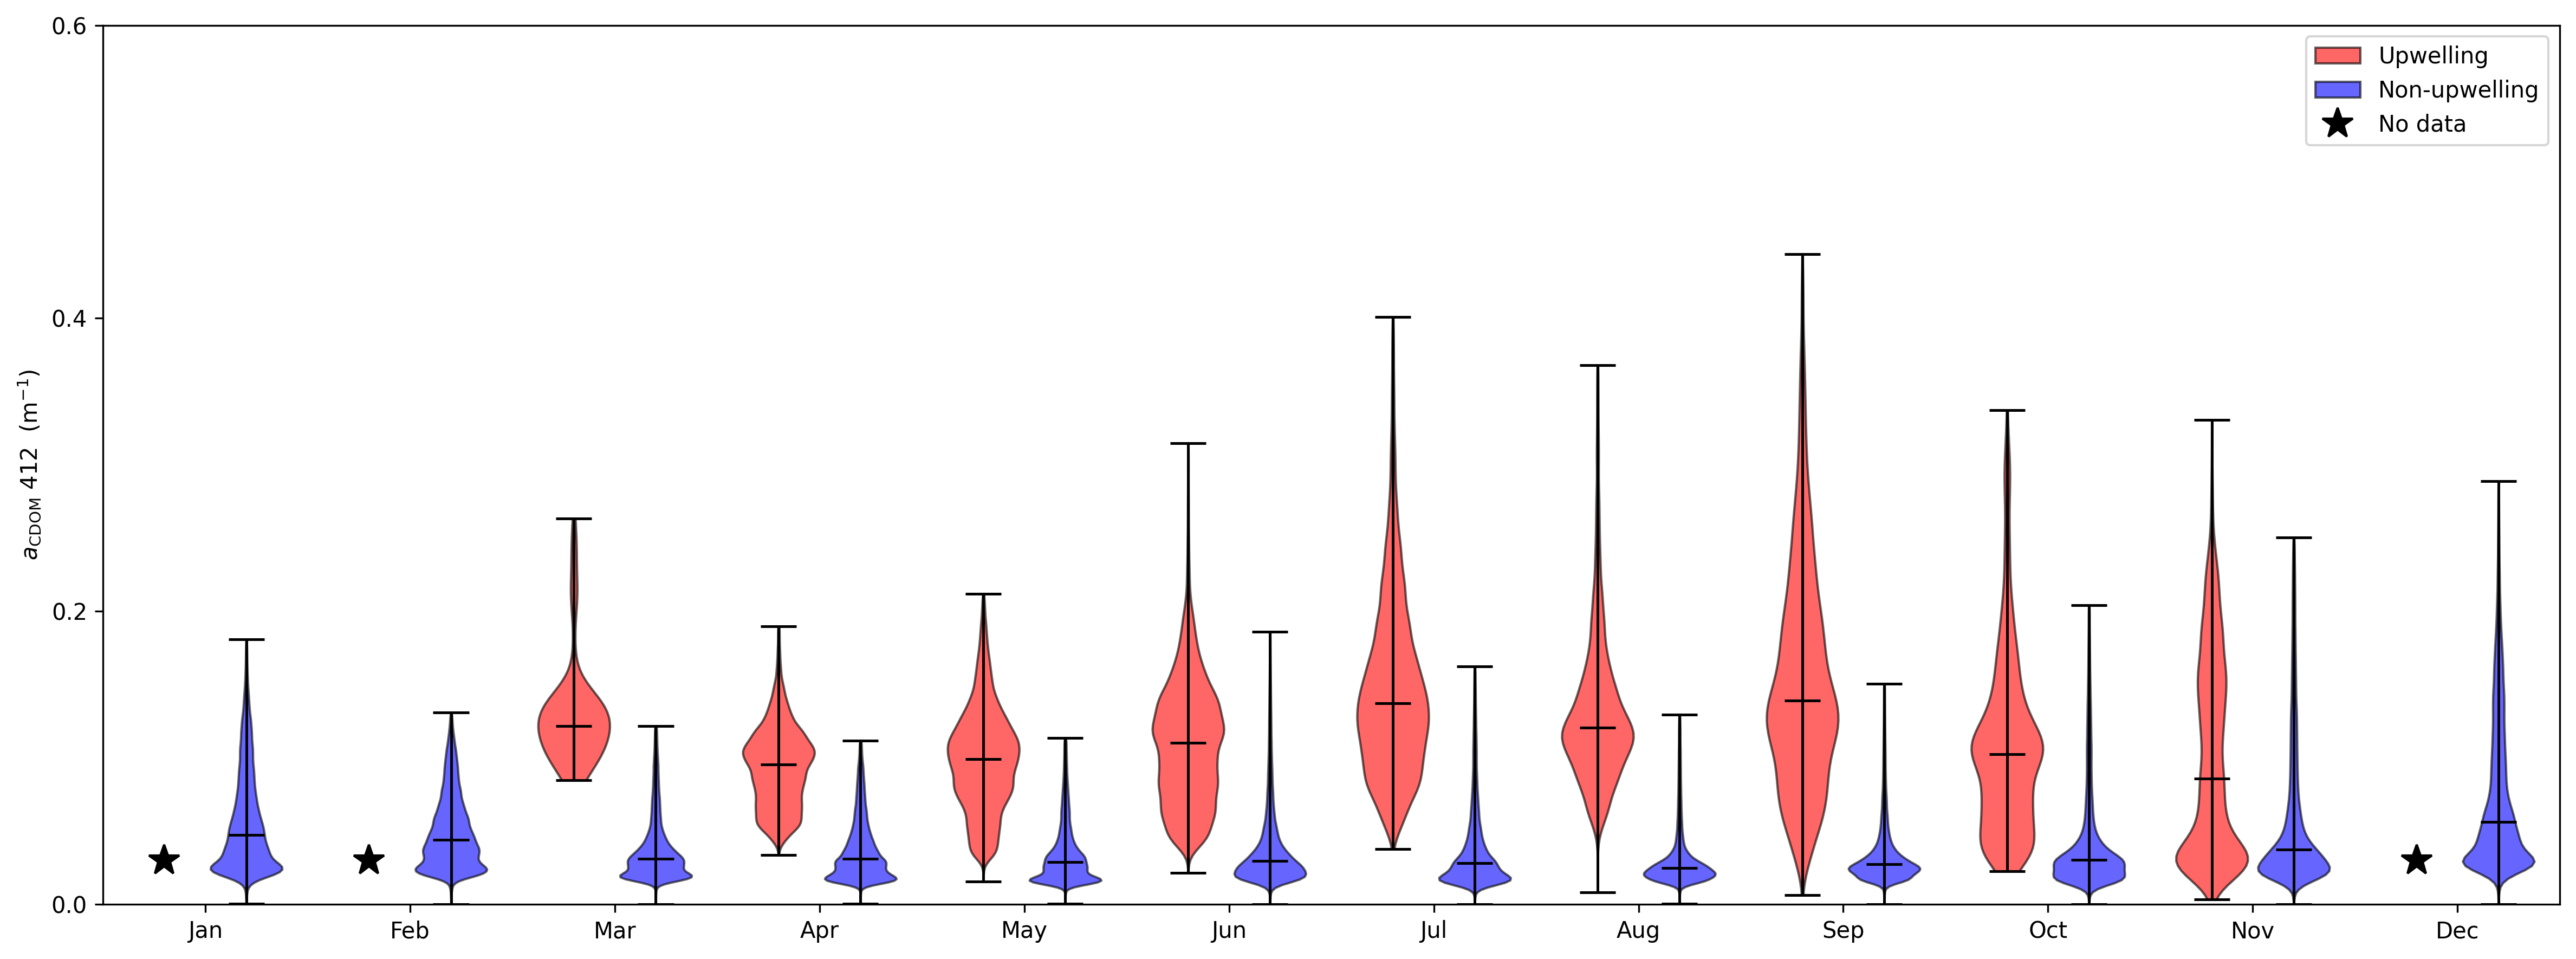 0.6
0.4
0.2
0.0
a_CDOM 412 (m⁻¹)
Upwelling
Non-upwelling
No data
Jan Feb Mar Apr May Jun Jul Aug Sep Oct Nov Dec